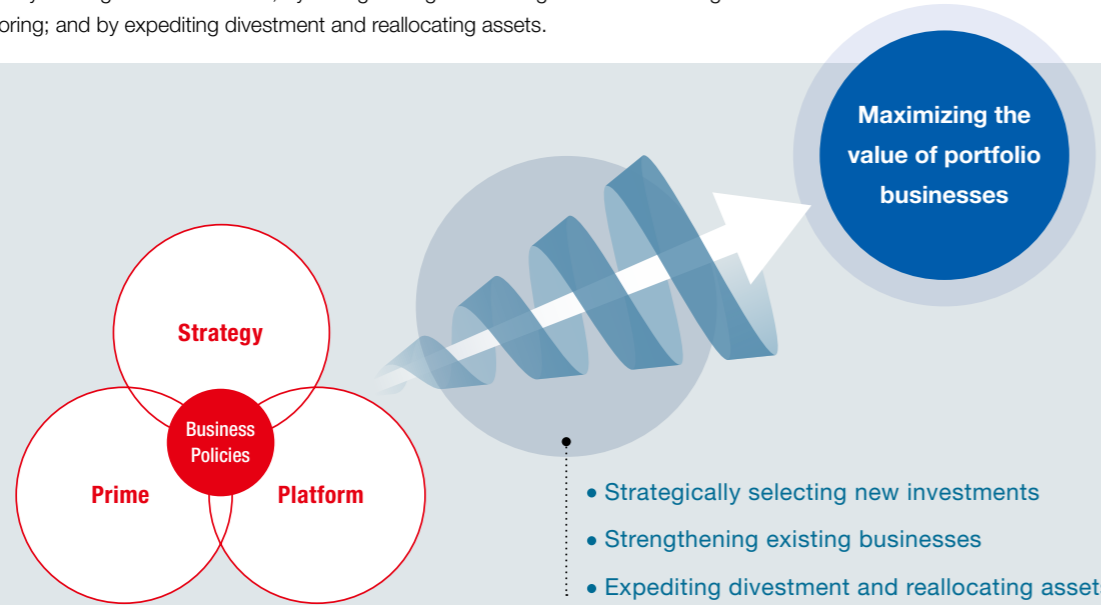 oring; and by expediting divestment and reallocating assets.
Maximizing the
value of portfolio
businesses
Strategy
Business
Policies
Prime
Platform
• Strategically selecting new investments
• Strengthening existing businesses
• Expediting divestment and reallocating assets